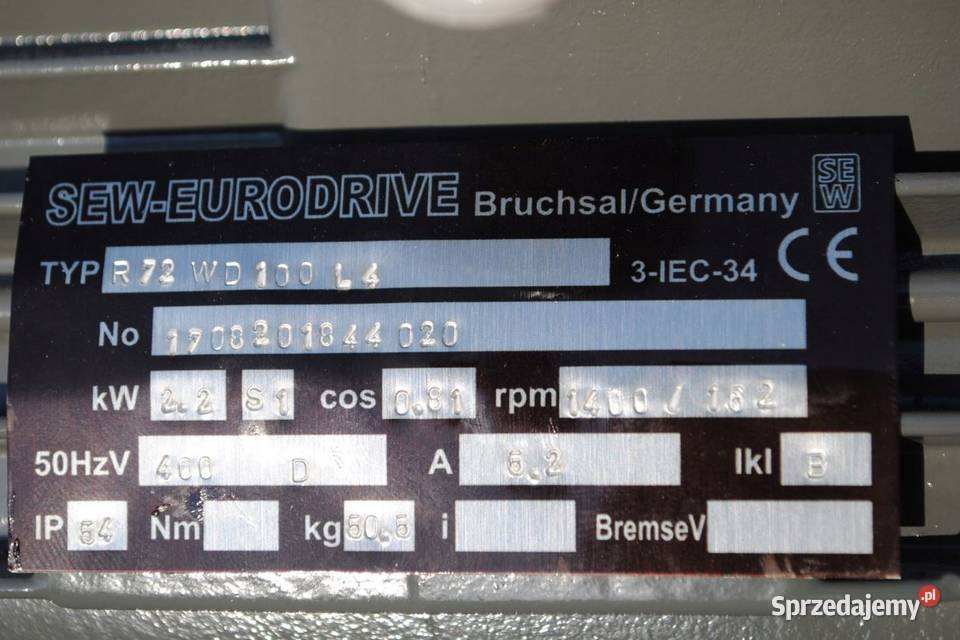 SEW-EURODRIVE Bruchsal/Germany SEW
TYP R72 WD100 L4 3-IEC-34 CE
No 1708201844020
kW 2.2 S1 cos 0.81 rpm 1400/ 162
50HzV 400 D A 6.2 Ikl B
IP 54 Nm kg 50.5 i BremseV
Sprzedajemy.pl